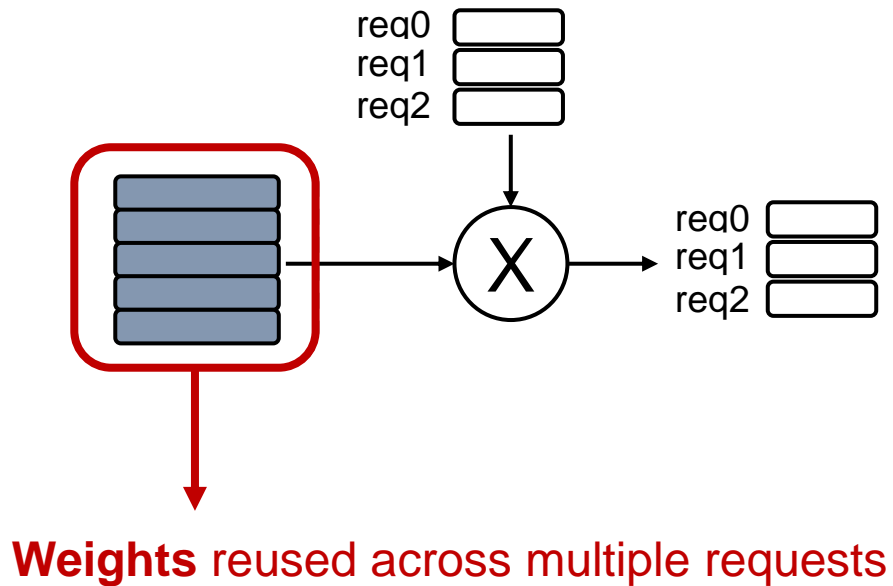 req0
req1
req2
X
req0
req1
req2
Weights reused across multiple requests